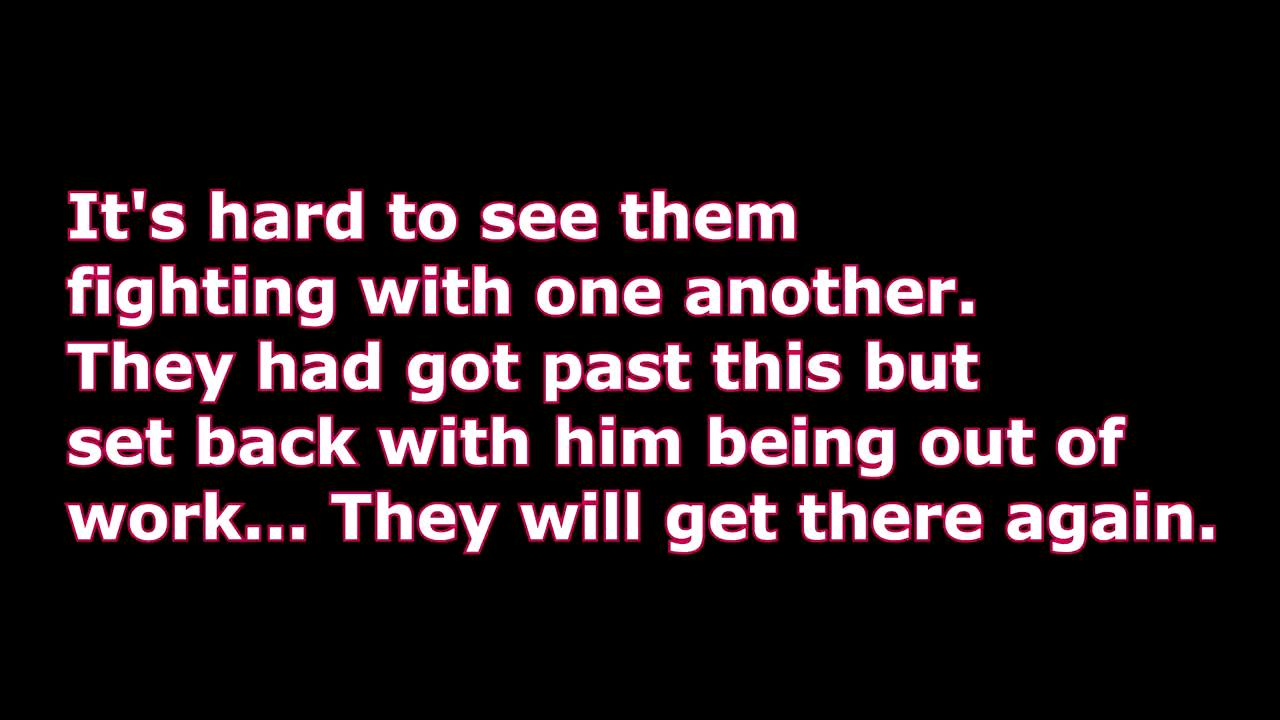 It's hard to see them
fighting with one another.
They had got past this but
set back with him being out of
work... They will get there again.